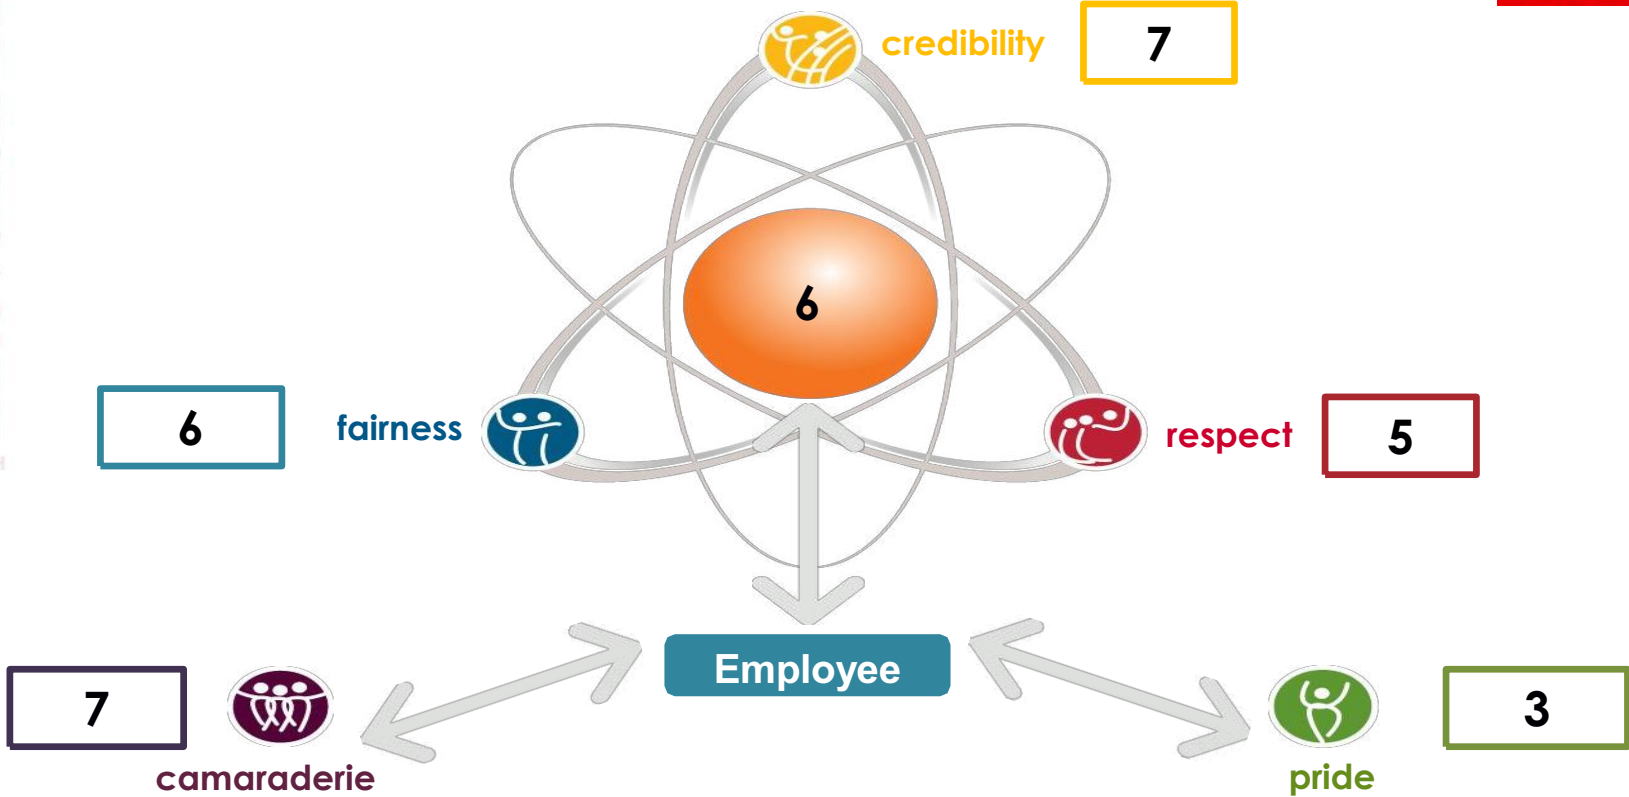 credibility 7
6
6 fairness
respect 5
Employee
7
3
camaraderie
pride